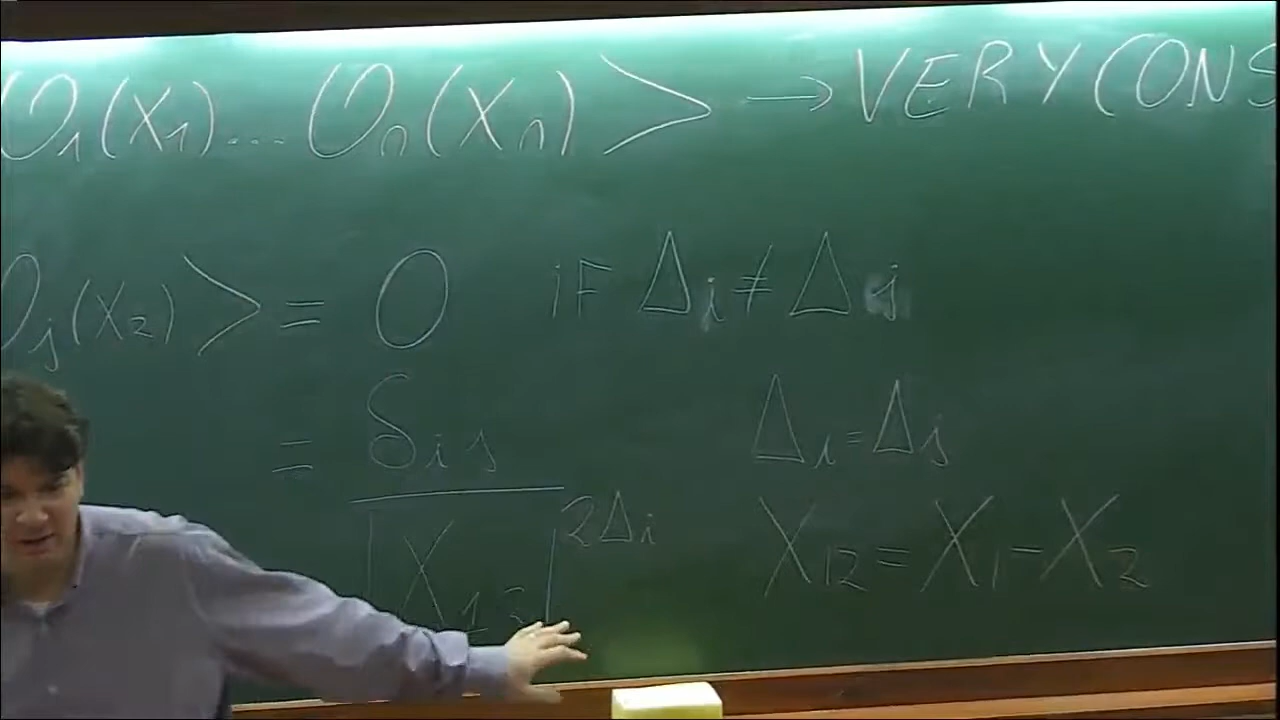 O₁(X₁)... Oₙ(Xₙ) > → VERY CONS
Oⱼ(X₂) > = O iF Δᵢ ≠ Δⱼ
= δᵢⱼ / |X₁₂|^{2Δᵢ} Δᵢ = Δⱼ
X₁₂ = X₁ - X₂